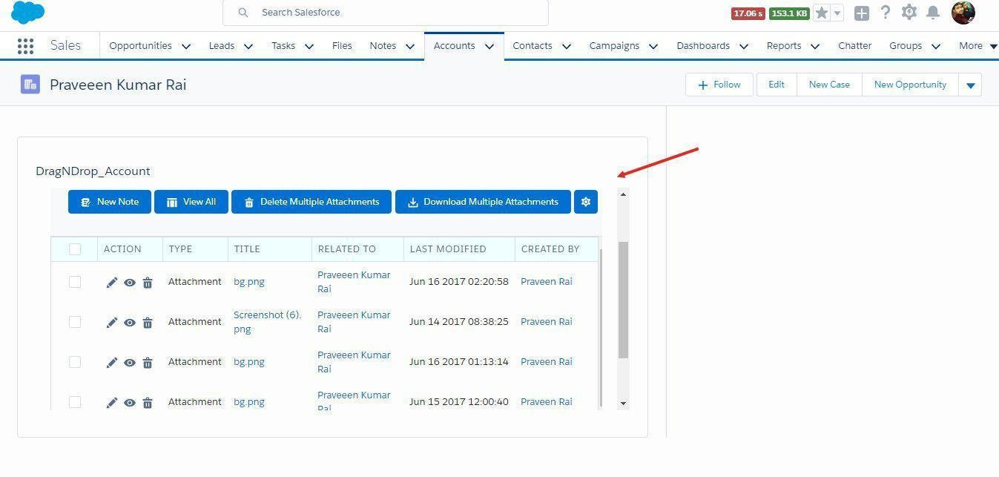 Search Salesforce
17.06 s 153.1 KB
Sales Opportunities Leads Tasks Files Notes Accounts Contacts Campaigns Dashboards Reports Chatter Groups More
Praveeen Kumar Rai
Follow Edit New Case New Opportunity
DragNDrop_Account
New Note View All Delete Multiple Attachments Download Multiple Attachments
ACTION TYPE TITLE RELATED TO LAST MODIFIED CREATED BY
Attachment bg.png Praveeen Kumar Rai Jun 16 2017 02:20:58 Praveen Rai
Attachment Screenshot (6).png Praveeen Kumar Rai Jun 14 2017 08:38:25 Praveen Rai
Attachment bg.png Praveeen Kumar Rai Jun 16 2017 01:13:14 Praveen Rai
Attachment bg.png Praveeen Kumar Rai Jun 15 2017 12:00:40 Praveen Rai